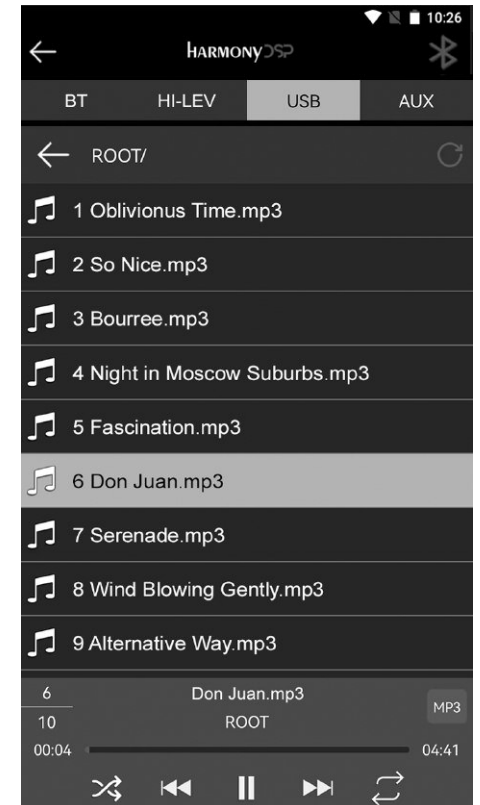 10:26
HARMONY DSP
BT HI-LEV USB AUX
ROOT/
1 Oblivionus Time.mp3
2 So Nice.mp3
3 Bourree.mp3
4 Night in Moscow Suburbs.mp3
5 Fascination.mp3
6 Don Juan.mp3
7 Serenade.mp3
8 Wind Blowing Gently.mp3
9 Alternative Way.mp3
6 Don Juan.mp3
10 ROOT MP3
00:04 04:41